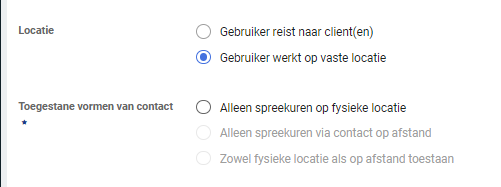 Locatie
Gebruiker reist naar client(en)
Gebruiker werkt op vaste locatie
Toegestane vormen van contact
*
Alleen spreekuren op fysieke locatie
Alleen spreekuren via contact op afstand
Zowel fysieke locatie als op afstand toestaan